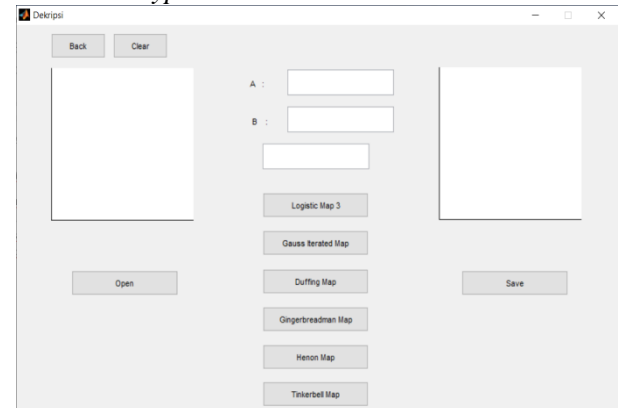 Dekripsi
Back Clear
A :
B :
Logistic Map 3
Gauss Iterated Map
Open Duffing Map Save
Gingerbreadman Map
Henon Map
Tinkerbell Map